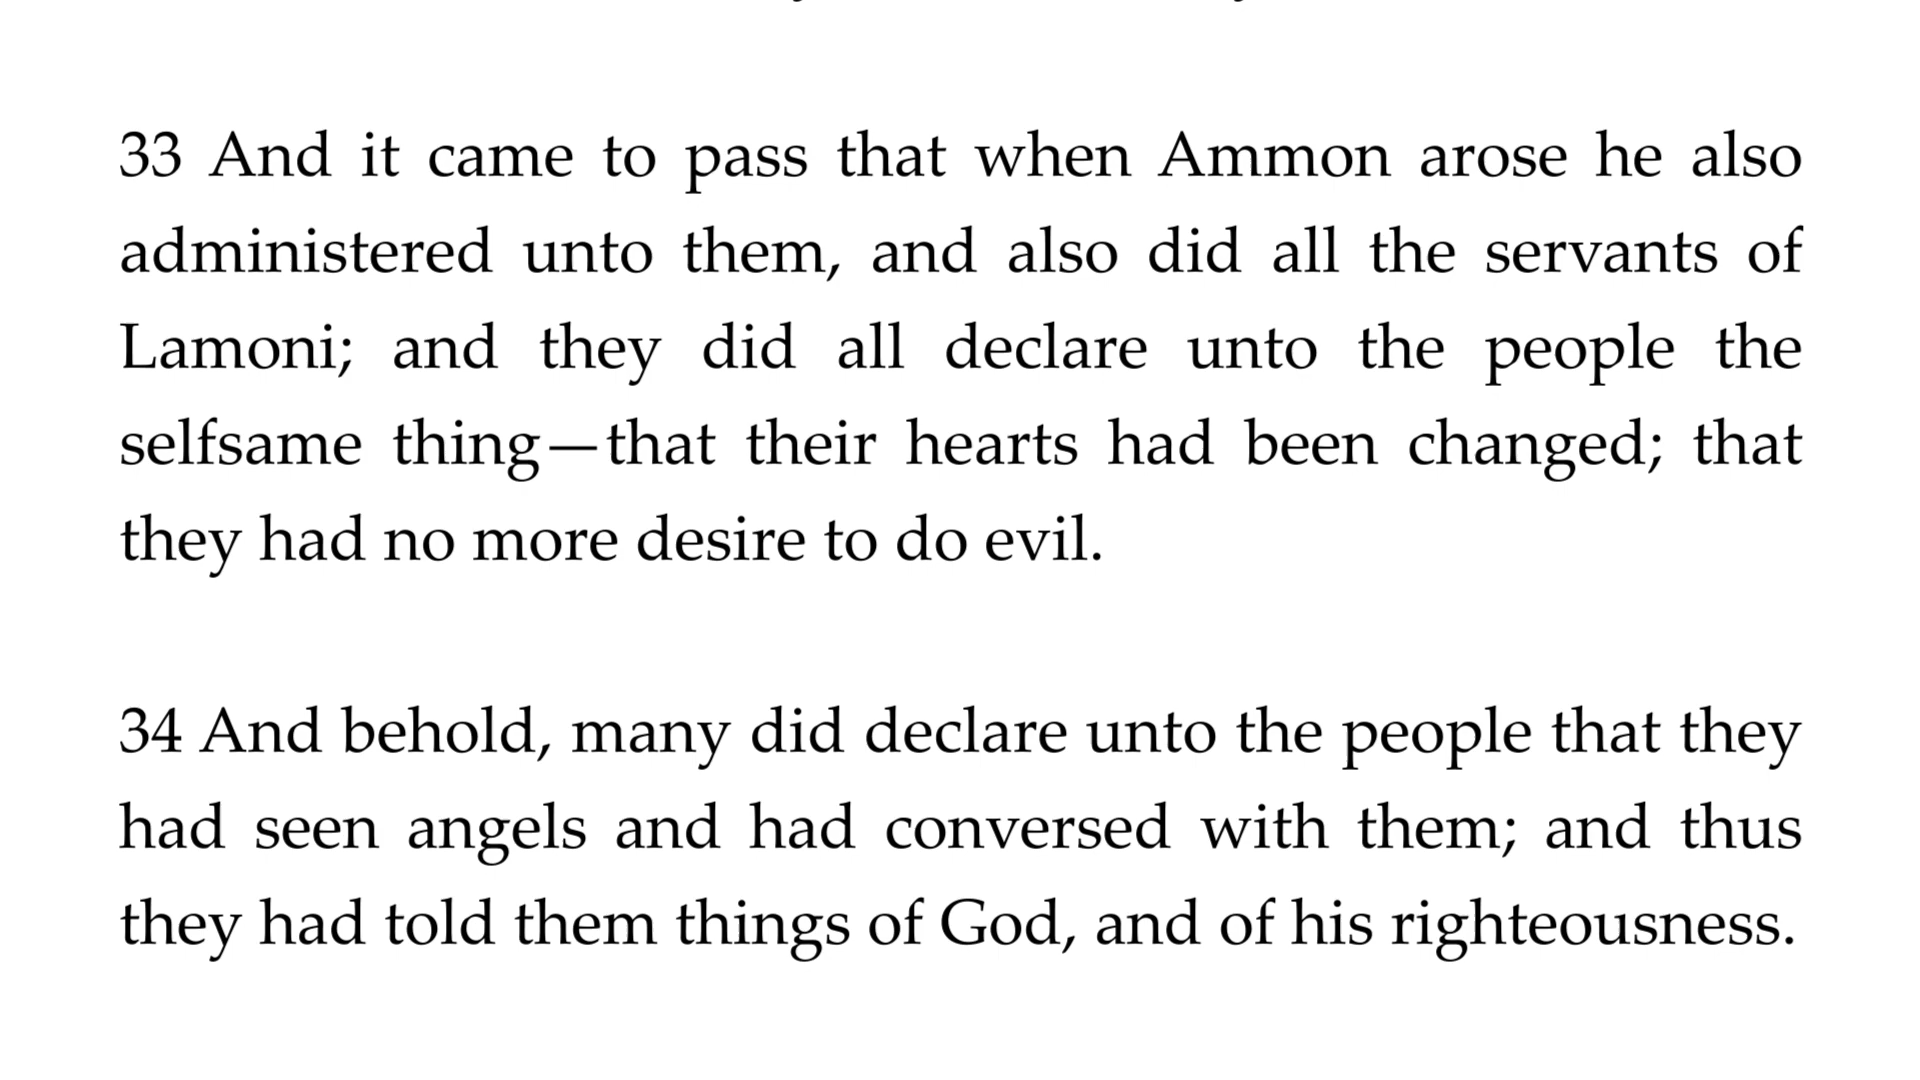 33 And it came to pass that when Ammon arose he also
administered unto them, and also did all the servants of
Lamoni; and they did all declare unto the people the
selfsame thing—that their hearts had been changed; that
they had no more desire to do evil.
34 And behold, many did declare unto the people that they
had seen angels and had conversed with them; and thus
they had told them things of God, and of his righteousness.